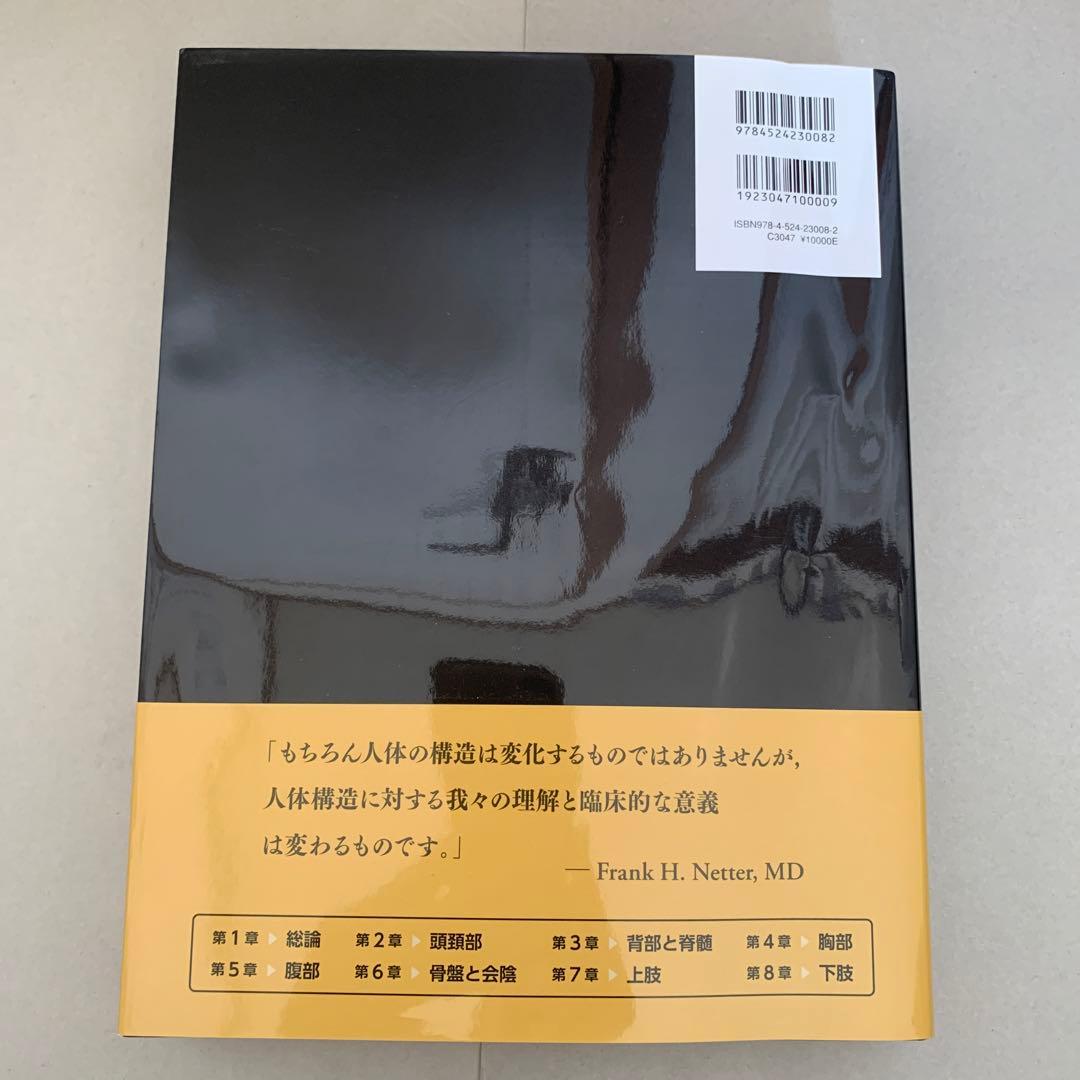 9784524230082
1923047100009
ISBN978-4-524-23008-2
C3047 ¥10000E
「もちろん人体の構造は変化するものではありませんが,
人体構造に対する我々の理解と臨床的な意義
は変わるものです。」
— Frank H. Netter, MD
第1章 ▶ 総論 第2章 ▶ 頭頚部 第3章 ▶ 背部と脊髄 第4章 ▶ 胸部
第5章 ▶ 腹部 第6章 ▶ 骨盤と会陰 第7章 ▶ 上肢 第8章 ▶ 下肢